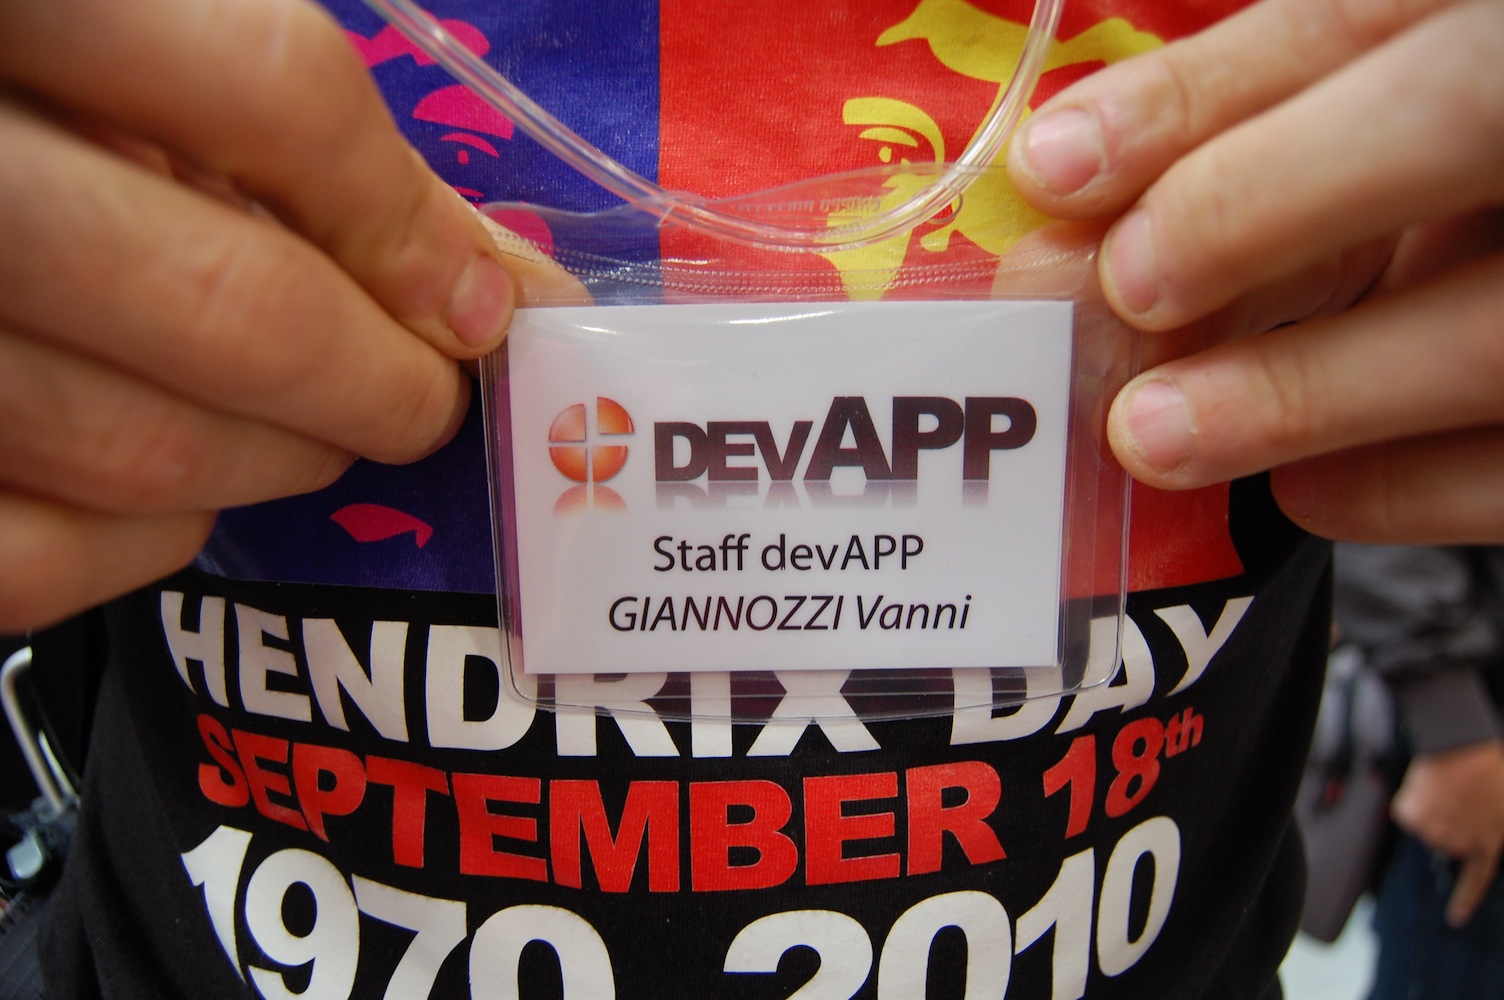 DEVAPP
Staff devAPP
GIANNOZZI Vanni
HENDRIX DAY
SEPTEMBER 18th
1970 2010